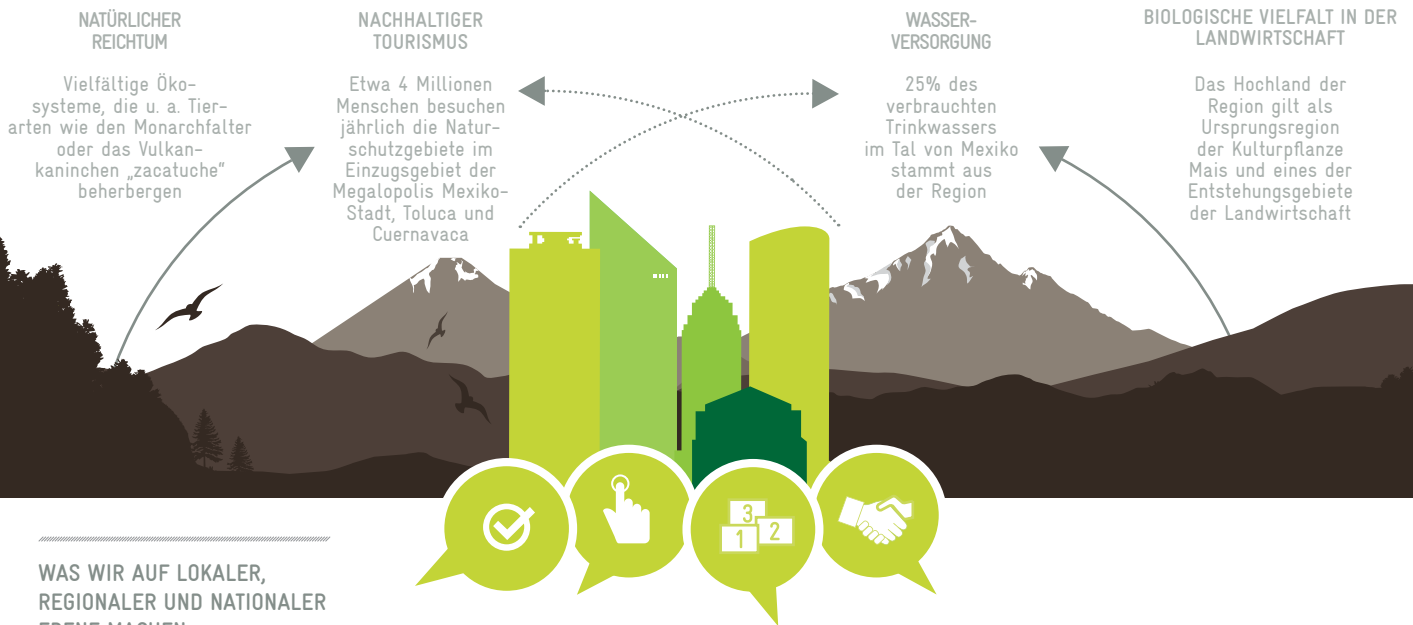 NATÜRLICHER
REICHTUM
Vielfältige Öko-
systeme, die u. a. Tier-
arten wie den Monarchfalter
oder das Vulkan-
kaninchen „zacatuche“
beherbergen
NACHHALTIGER
TOURISMUS
Etwa 4 Millionen
Menschen besuchen
jährlich die Natur-
schutzgebiete im
Einzugsgebiet der
Megalopolis Mexiko-
Stadt, Toluca und
Cuernavaca
WASSER-
VERSORGUNG
25% des
verbrauchten
Trinkwassers
im Tal von Mexiko
stammt aus
der Region
BIOLOGISCHE VIELFALT IN DER
LANDWIRTSCHAFT
Das Hochland der
Region gilt als
Ursprungsregion
der Kulturpflanze
Mais und eines der
Entstehungsgebiete
der Landwirtschaft
3
1 2
WAS WIR AUF LOKALER,
REGIONALER UND NATIONALER
EBENE MACHEN